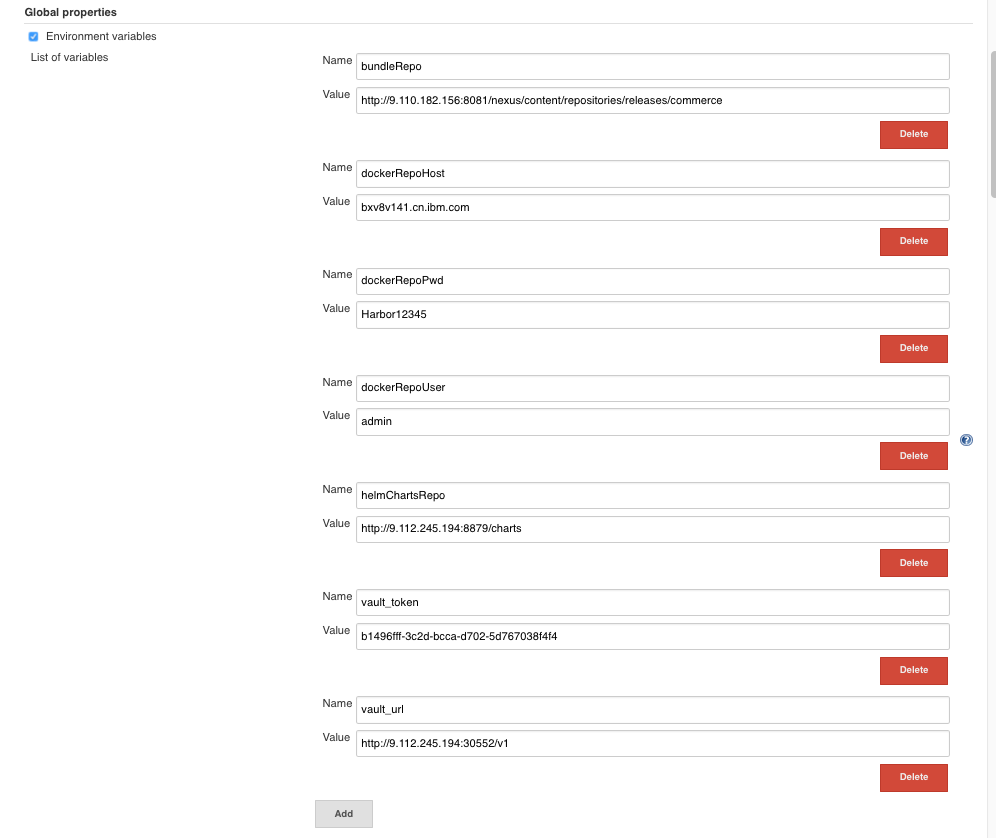 Global properties
Environment variables
List of variables
Name bundleRepo
Value http://9.110.182.156:8081/nexus/content/repositories/releases/commerce
Delete
Name dockerRepoHost
Value bxv8v141.cn.ibm.com
Delete
Name dockerRepoPwd
Value Harbor12345
Delete
Name dockerRepoUser
Value admin
?
Delete
Name helmChartsRepo
Value http://9.112.245.194:8879/charts
Delete
Name vault_token
Value b1496fff-3c2d-bcca-d702-5d767038f4f4
Delete
Name vault_url
Value http://9.112.245.194:30552/v1
Delete
Add